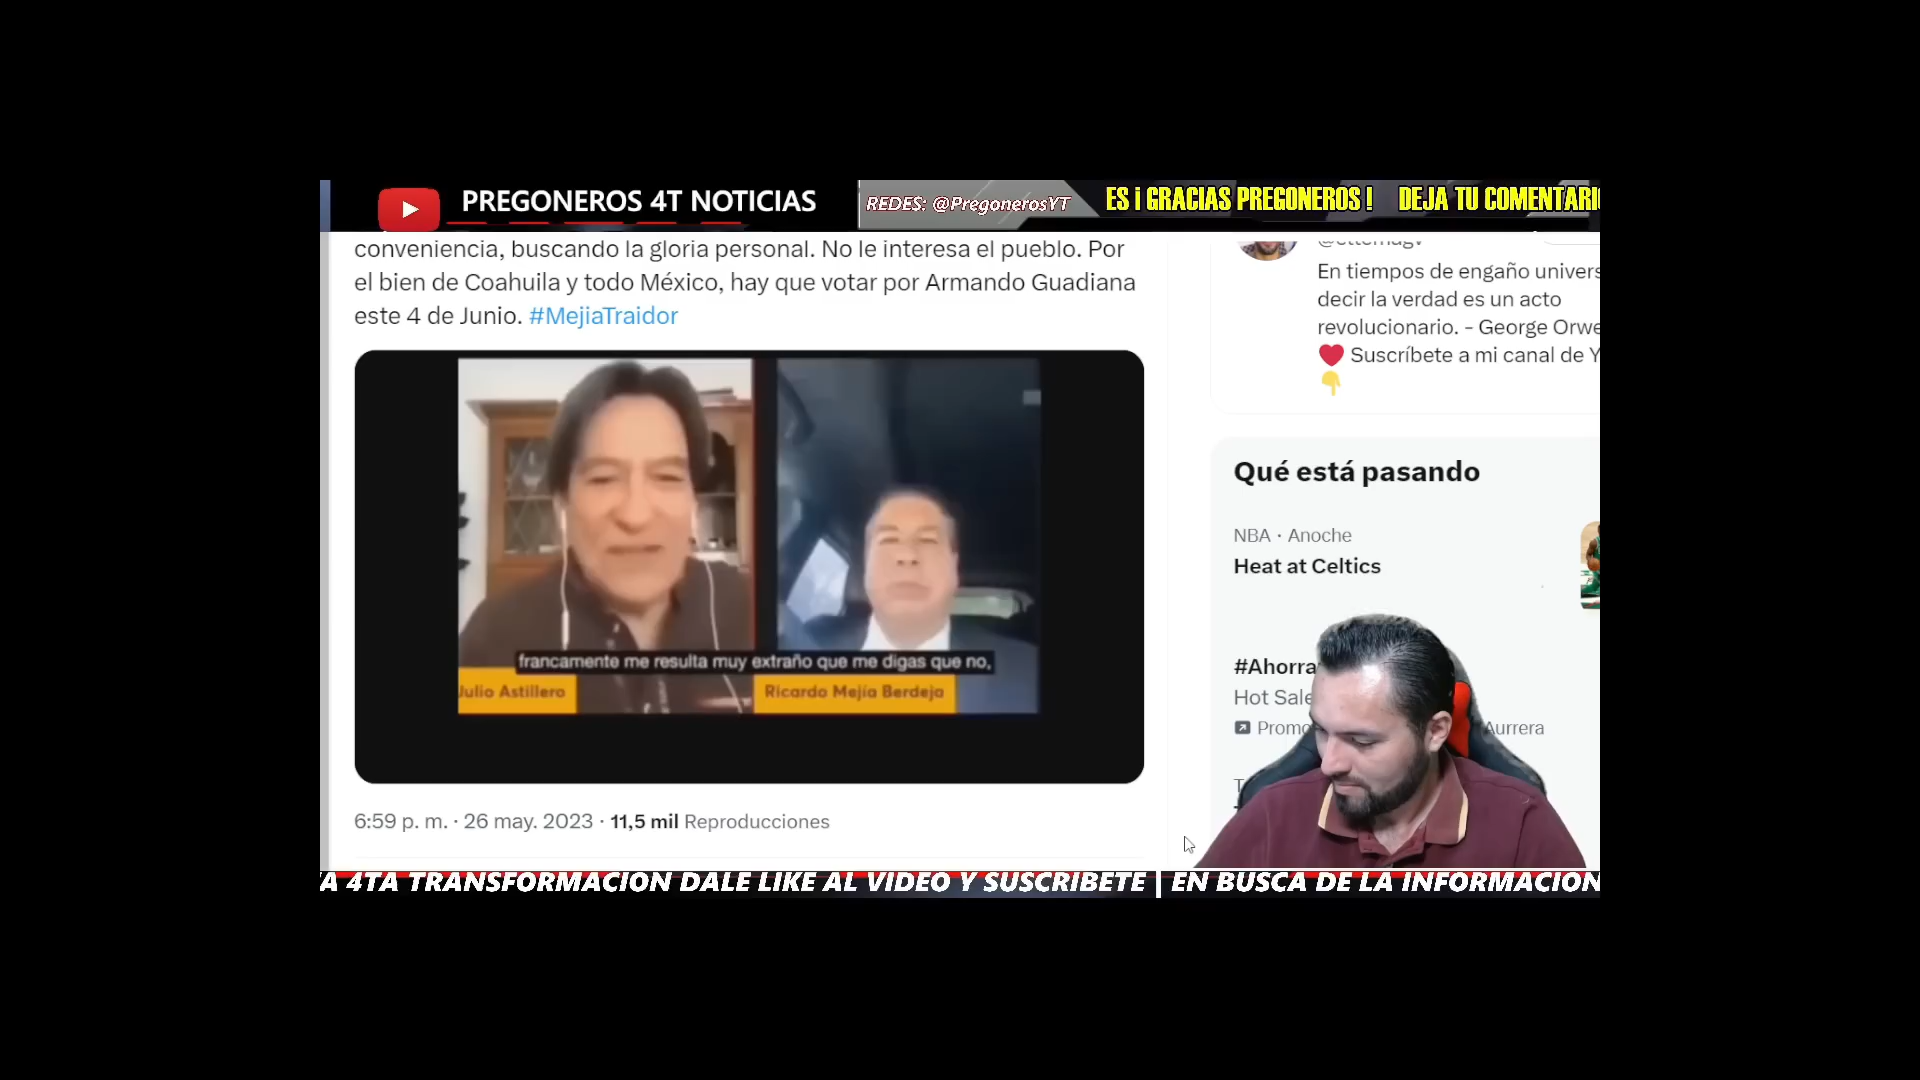 PREGONEROS 4T NOTICIAS
REDES: @PregonerosYT
ES ¡ GRACIAS PREGONEROS ! DEJA TU COMENTARI
conveniencia, buscando la gloria personal. No le interesa el pueblo. Por
el bien de Coahuila y todo México, hay que votar por Armando Guadiana
este 4 de Junio. #MejiaTraidor
francamente me resulta muy extraño que me digas que no,
Julio Astillero
Ricardo Mejía Berdeja
6:59 p. m. · 26 may. 2023 · 11,5 mil Reproducciones
En tiempos de engaño univers
decir la verdad es un acto
revolucionario. - George Orwe
Suscríbete a mi canal de Y
Qué está pasando
NBA · Anoche
Heat at Celtics
#Ahorra
Hot Sale
Promo
Aurrera
A 4TA TRANSFORMACION DALE LIKE AL VIDEO Y SUSCRIBETE | EN BUSCA DE LA INFORMACION